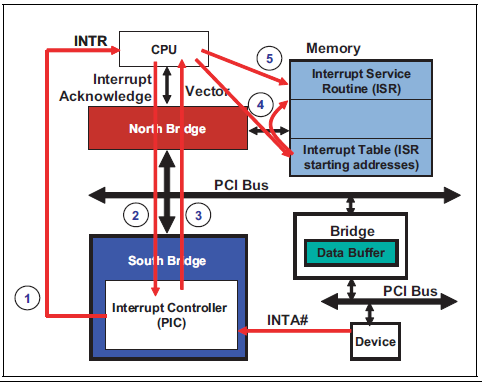 INTR
CPU
5
Memory
Interrupt Service
Routine (ISR)
Interrupt
Acknowledge
Vector
4
North Bridge
Interrupt Table (ISR
starting addresses)
PCI Bus
2
3
Bridge
Data Buffer
South Bridge
1
Interrupt Controller
(PIC)
PCI Bus
INTA#
Device